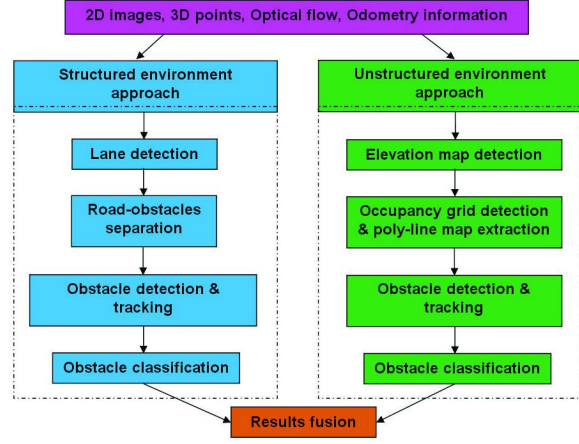 2D images, 3D points, Optical flow, Odometry information
Structured environment
approach
Unstructured environment
approach
Lane detection
Elevation map detection
Road-obstacles
separation
Occupancy grid detection
& poly-line map extraction
Obstacle detection &
tracking
Obstacle detection &
tracking
Obstacle classification
Obstacle classification
Results fusion